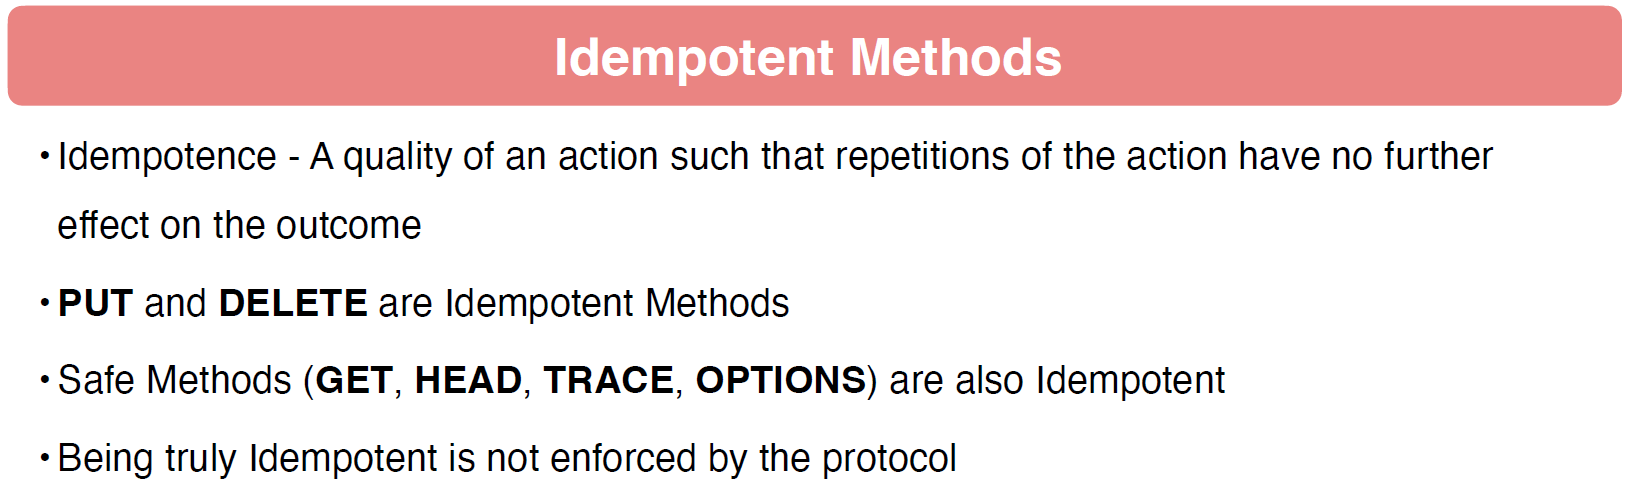 Idempotent Methods
• Idempotence - A quality of an action such that repetitions of the action have no further
effect on the outcome
• PUT and DELETE are Idempotent Methods
• Safe Methods (GET, HEAD, TRACE, OPTIONS) are also Idempotent
• Being truly Idempotent is not enforced by the protocol